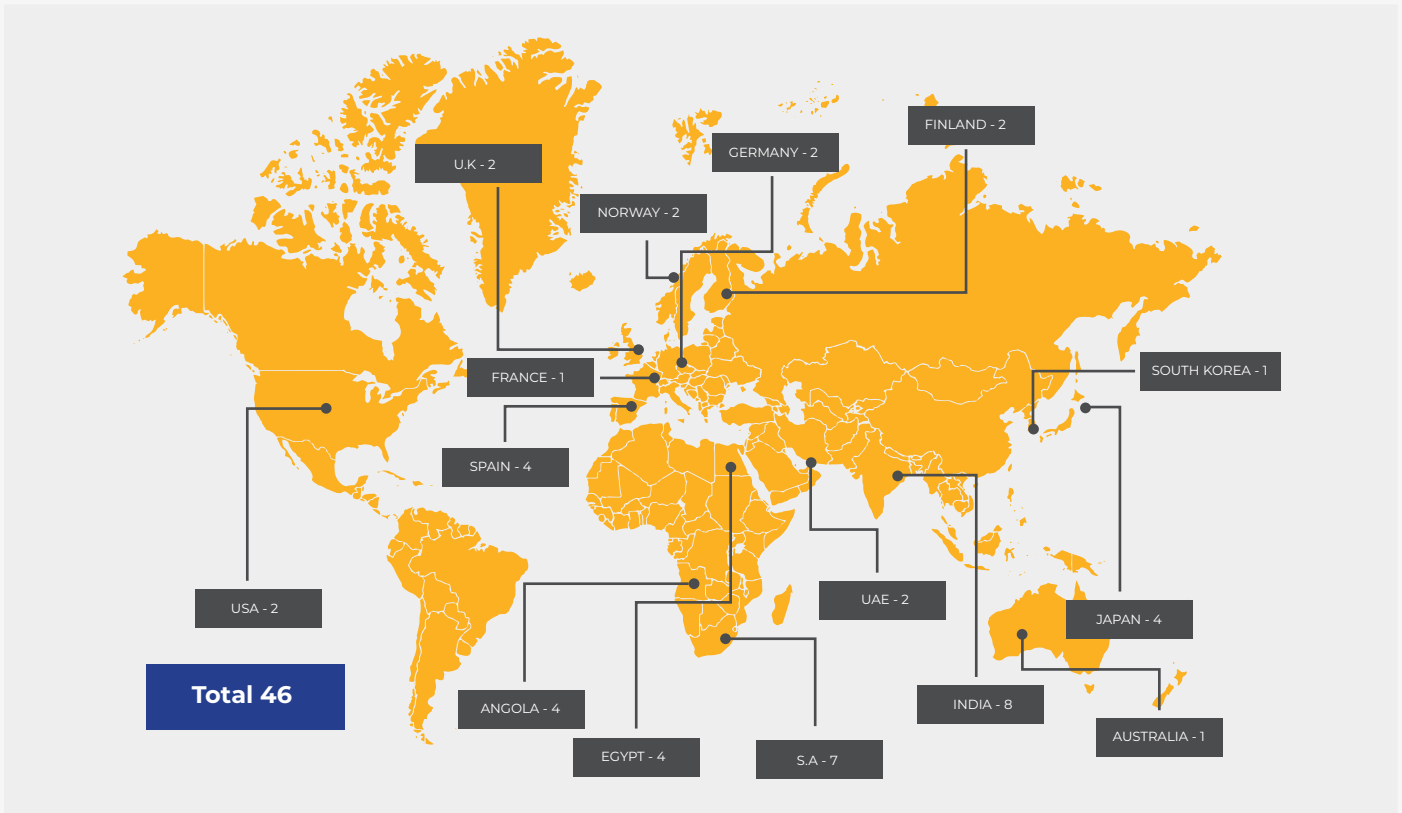 FINLAND - 2
GERMANY - 2
U.K - 2
NORWAY - 2
FRANCE - 1
SOUTH KOREA - 1
SPAIN - 4
USA - 2
UAE - 2
JAPAN - 4
Total 46
ANGOLA - 4
INDIA - 8
AUSTRALIA - 1
EGYPT - 4
S.A - 7